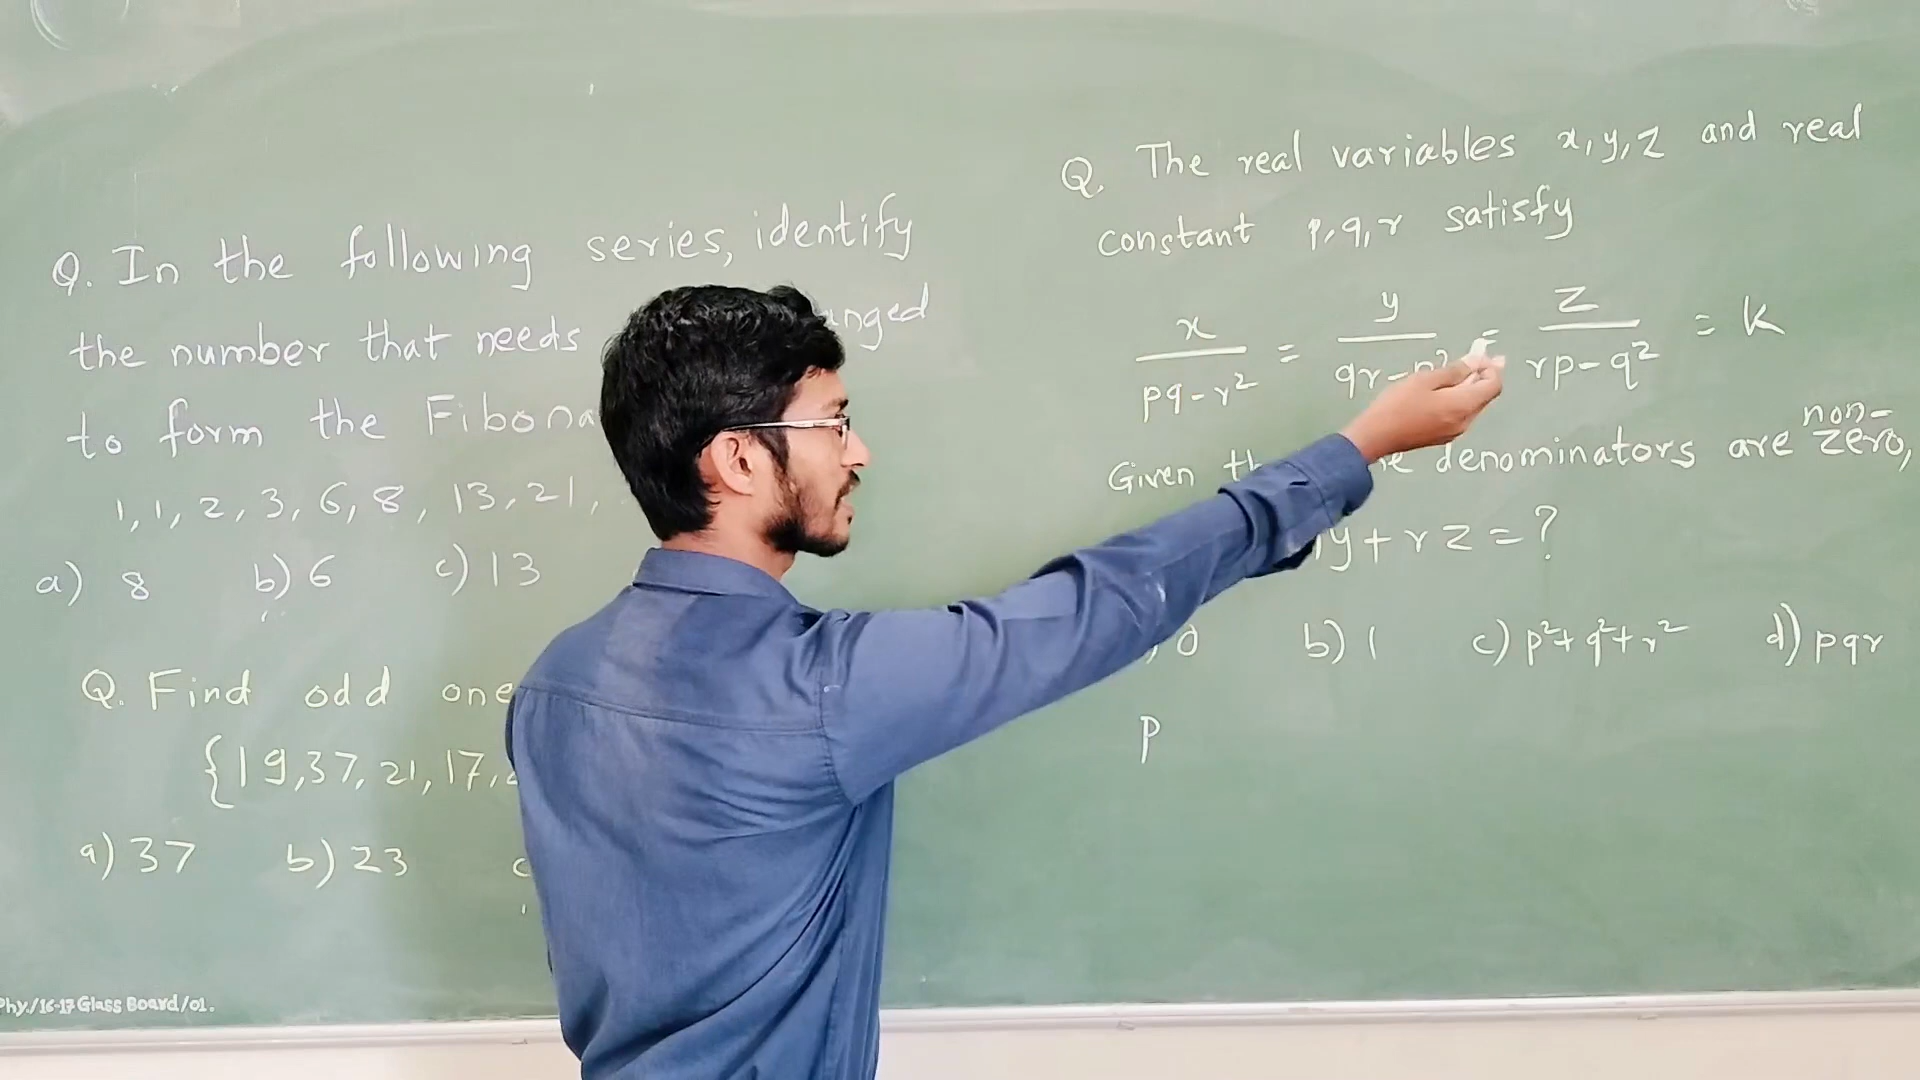 Q. In the following series, identify
the number that needs anged
to form the Fibona
1, 1, 2, 3, 6, 8, 13, 21,
a) 8 b) 6 c) 13
Q. Find odd one
{19, 37, 21, 17,
a) 37 b) 23 c
Phy./16-17 Glass Board/01.
Q. The real variables x, y, z and real
constant p, q, r satisfy
x/(pq-r²) = y/(qr-p²) = z/(rp-q²) = k
Given th denominators are non-zero,
y+rz=?
0 b) 1 c) p²+q²+r² d) pqr
p